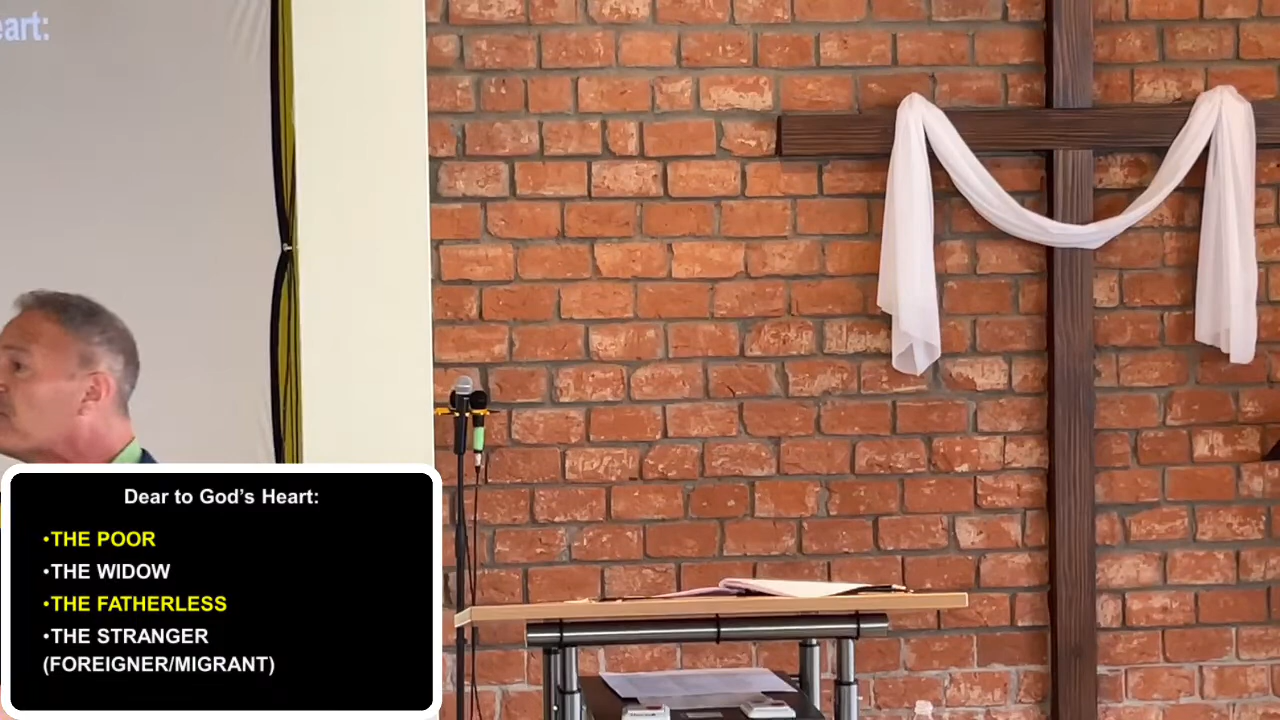 eart:
Dear to God’s Heart:
•THE POOR
•THE WIDOW
•THE FATHERLESS
•THE STRANGER
(FOREIGNER/MIGRANT)